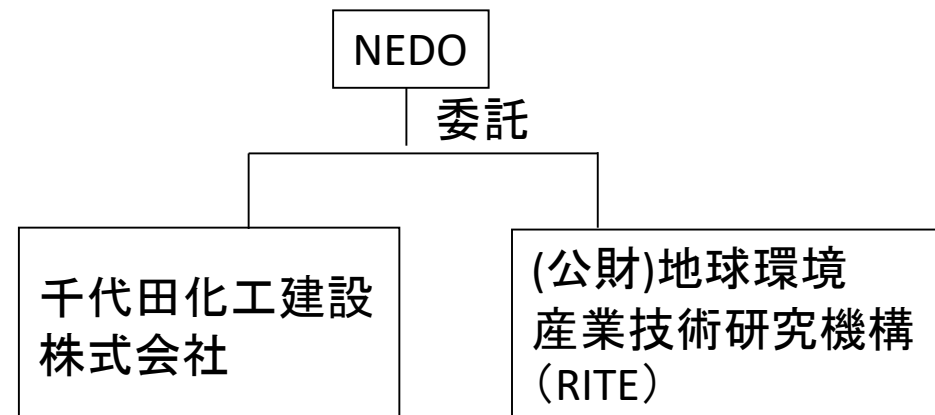 NEDO
委託
千代田化工建設
株式会社
(公財)地球環境
産業技術研究機構
（RITE）